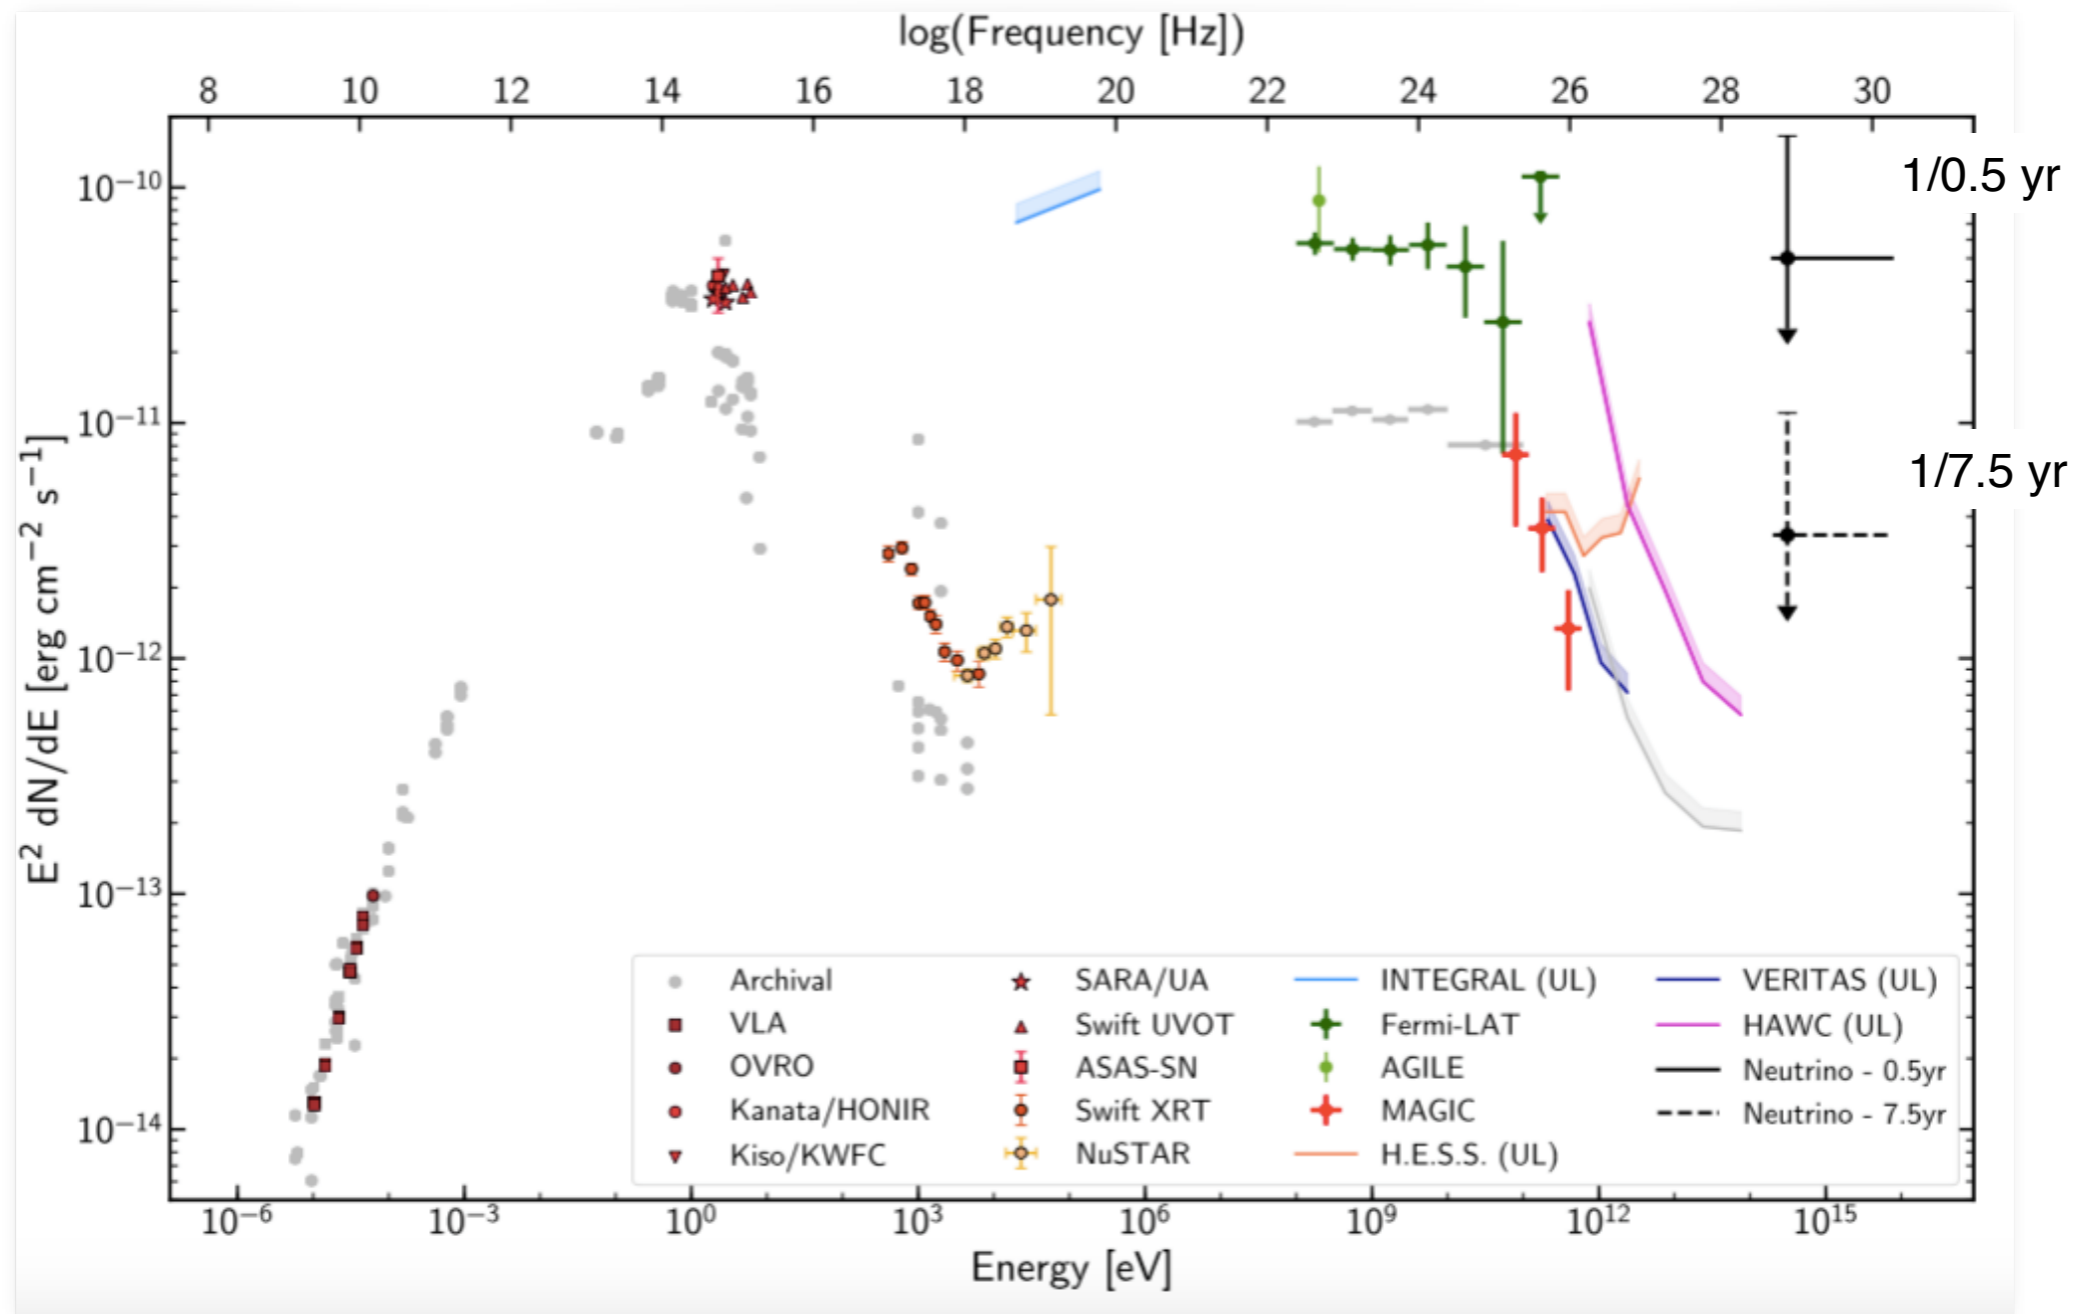 log(Frequency [Hz])
8 10 12 14 16 18 20 22 24 26 28 30
10⁻¹⁰
10⁻¹¹
10⁻¹²
10⁻¹³
10⁻¹⁴
E² dN/dE [erg cm⁻² s⁻¹]
1/0.5 yr
1/7.5 yr
Archival
VLA
OVRO
Kanata/HONIR
Kiso/KWFC
SARA/UA
Swift UVOT
ASAS-SN
Swift XRT
NuSTAR
INTEGRAL (UL)
Fermi-LAT
AGILE
MAGIC
H.E.S.S. (UL)
VERITAS (UL)
HAWC (UL)
Neutrino - 0.5yr
Neutrino - 7.5yr
10⁻⁶ 10⁻³ 10⁰ 10³ 10⁶ 10⁹ 10¹² 10¹⁵
Energy [eV]